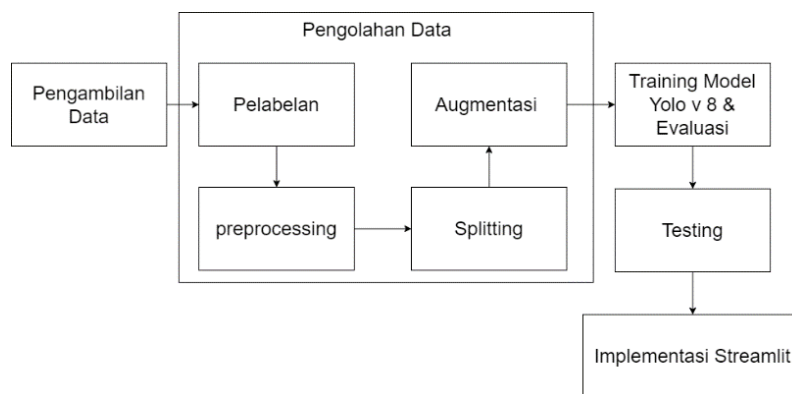 Pengolahan Data
Pengambilan
Data
Pelabelan
Augmentasi
Training Model
Yolo v 8 &
Evaluasi
preprocessing
Splitting
Testing
Implementasi Streamlit